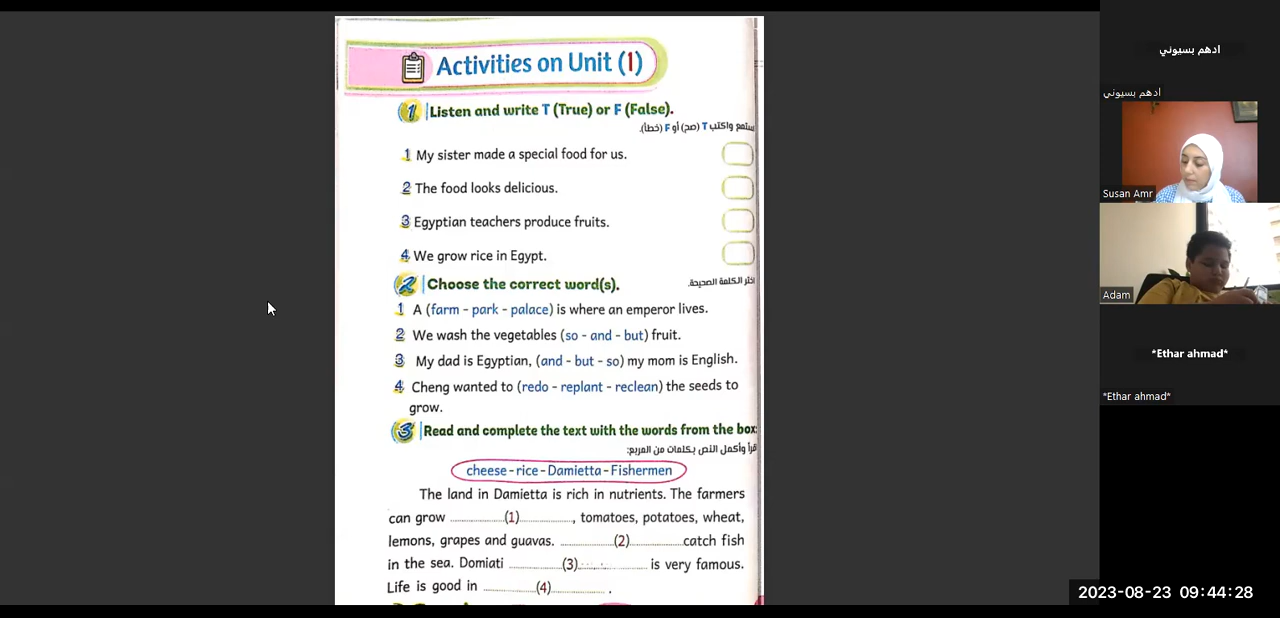 Activities on Unit (1)
1 Listen and write T (True) or F (False).
ستمع واكتب T (صح) أو F (خطأ).
1 My sister made a special food for us.
2 The food looks delicious.
3 Egyptian teachers produce fruits.
4 We grow rice in Egypt.
2 Choose the correct word(s).
اختر الكلمة الصحيحة.
1 A (farm - park - palace) is where an emperor lives.
2 We wash the vegetables (so - and - but) fruit.
3 My dad is Egyptian, (and - but - so) my mom is English.
4 Cheng wanted to (redo - replant - reclean) the seeds to
grow.
3 Read and complete the text with the words from the box:
قرأ وأكمل النص بكلمات من المربع:
cheese - rice - Damietta - Fishermen
The land in Damietta is rich in nutrients. The farmers
can grow ............(1)............, tomatoes, potatoes, wheat,
lemons, grapes and guavas. ............(2)............ catch fish
in the sea. Domiati ............(3)............ is very famous.
Life is good in ............(4)............ .
ادهم بسيوني
ادهم بسيوني
Susan Amr
Adam
*Ethar ahmad*
*Ethar ahmad*
2023-08-23 09:44:28